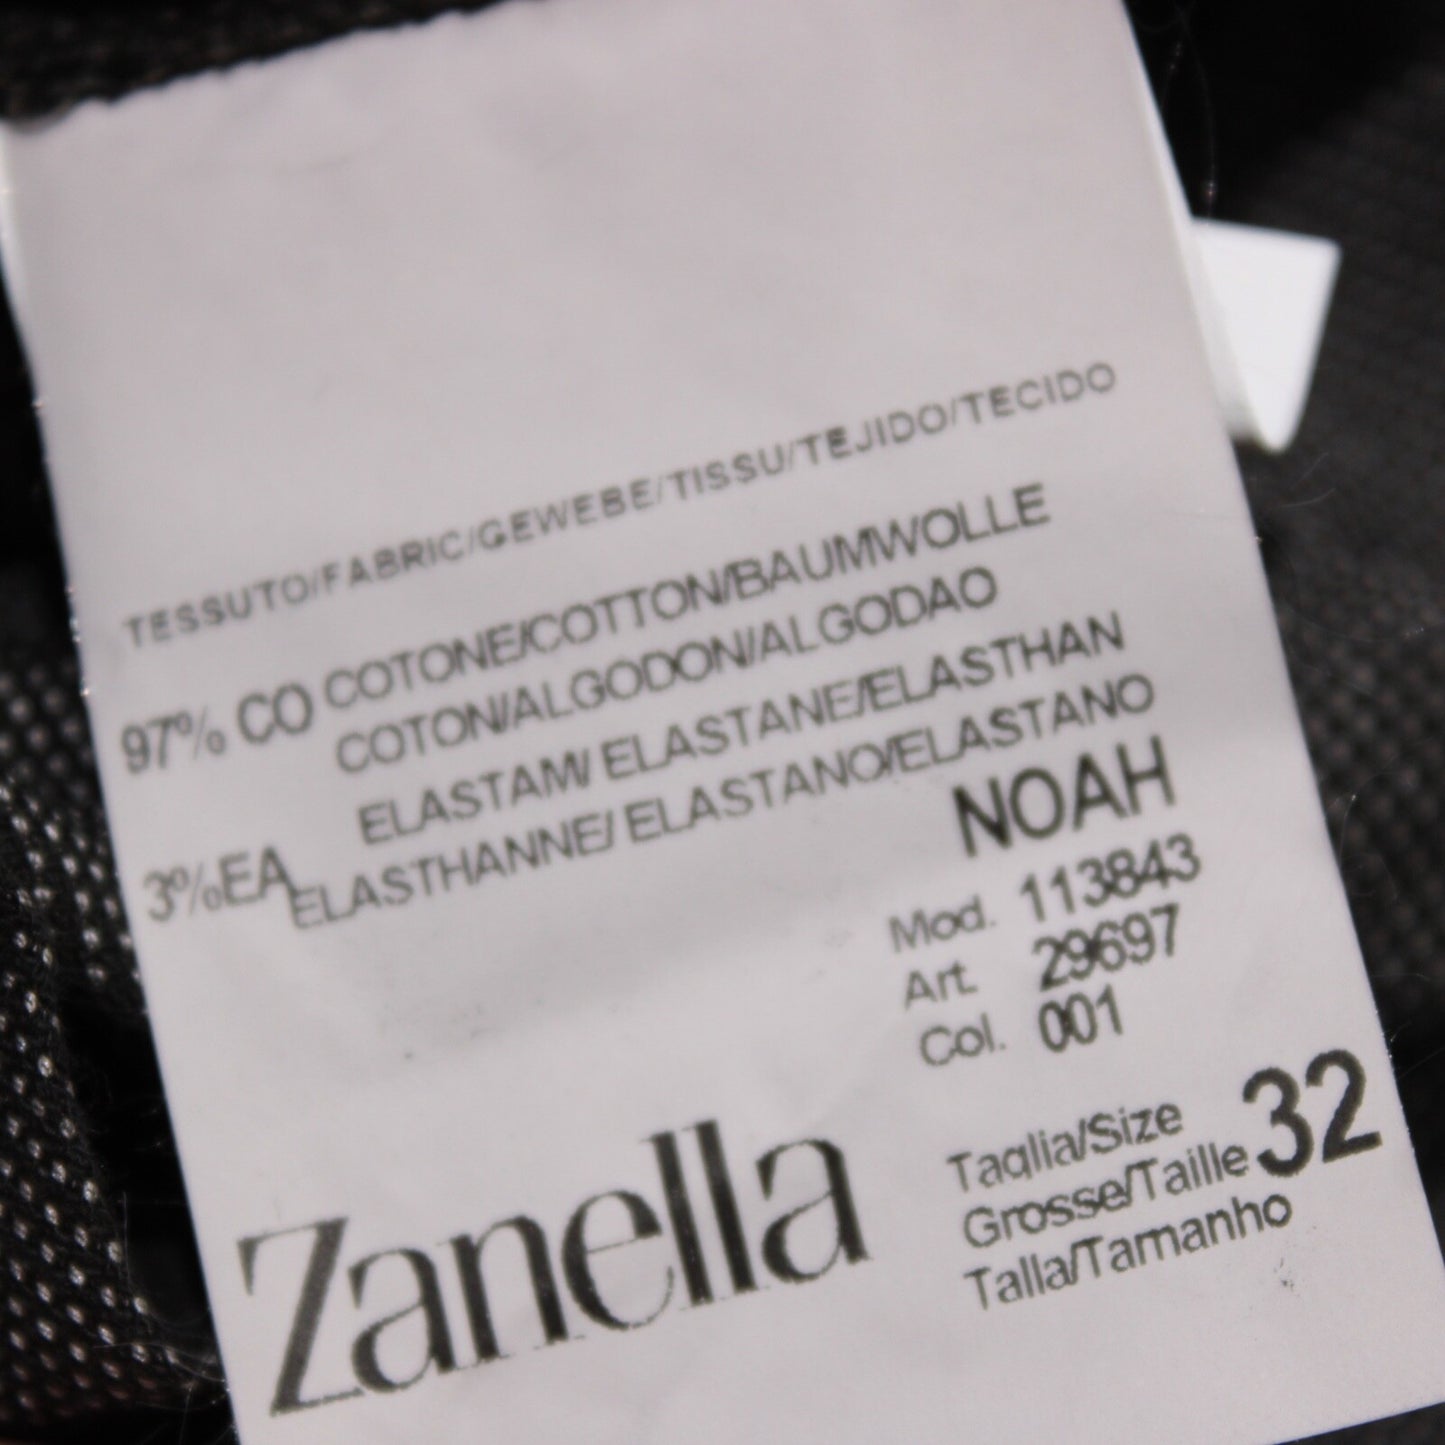 TESSUTO/FABRIC/GEWEBE/TISSU/TEJIDO/TECIDO
97% CO COTONE/COTTON/BAUMWOLLE
COTON/ALGODON/ALGODAO
3%EA ELASTAM/ ELASTANE/ELASTHAN
ELASTHANNE/ ELASTANO/ELASTANO
NOAH
Mod. 113843
Art. 29697
Col. 001
Taglia/Size
Grosse/Taille 32
Talla/Tamanho
Zanella